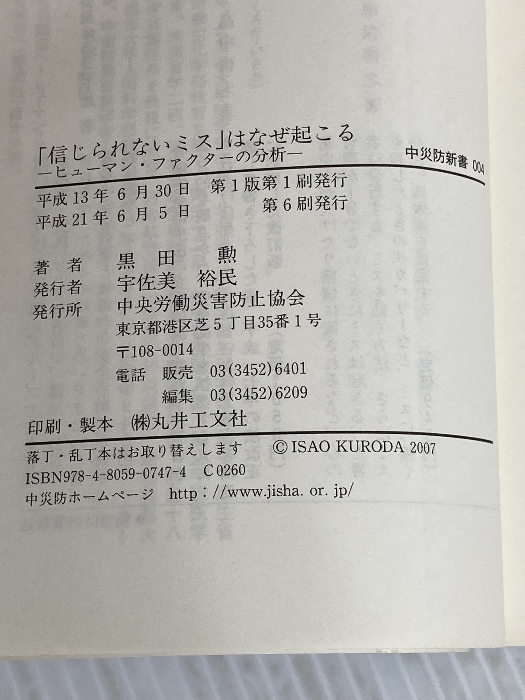 「信じられないミス」はなぜ起こる
―ヒューマン・ファクターの分析― 中災防新書 004
平成13年 6 月30日 第1版第1刷発行
平成21年 6 月 5 日 第6刷発行
著 者 黒田 勲
発行者 宇佐美 裕民
発行所 中央労働災害防止協会
東京都港区芝5丁目35番1号
〒108-0014
電話 販売 03(3452)6401
編集 03(3452)6209
印刷・製本 ㈱丸井工文社
落丁・乱丁本はお取り替えします © ISAO KURODA 2007
ISBN978-4-8059-0747-4 C0260
中災防ホームページ http://www.jisha.or.jp/